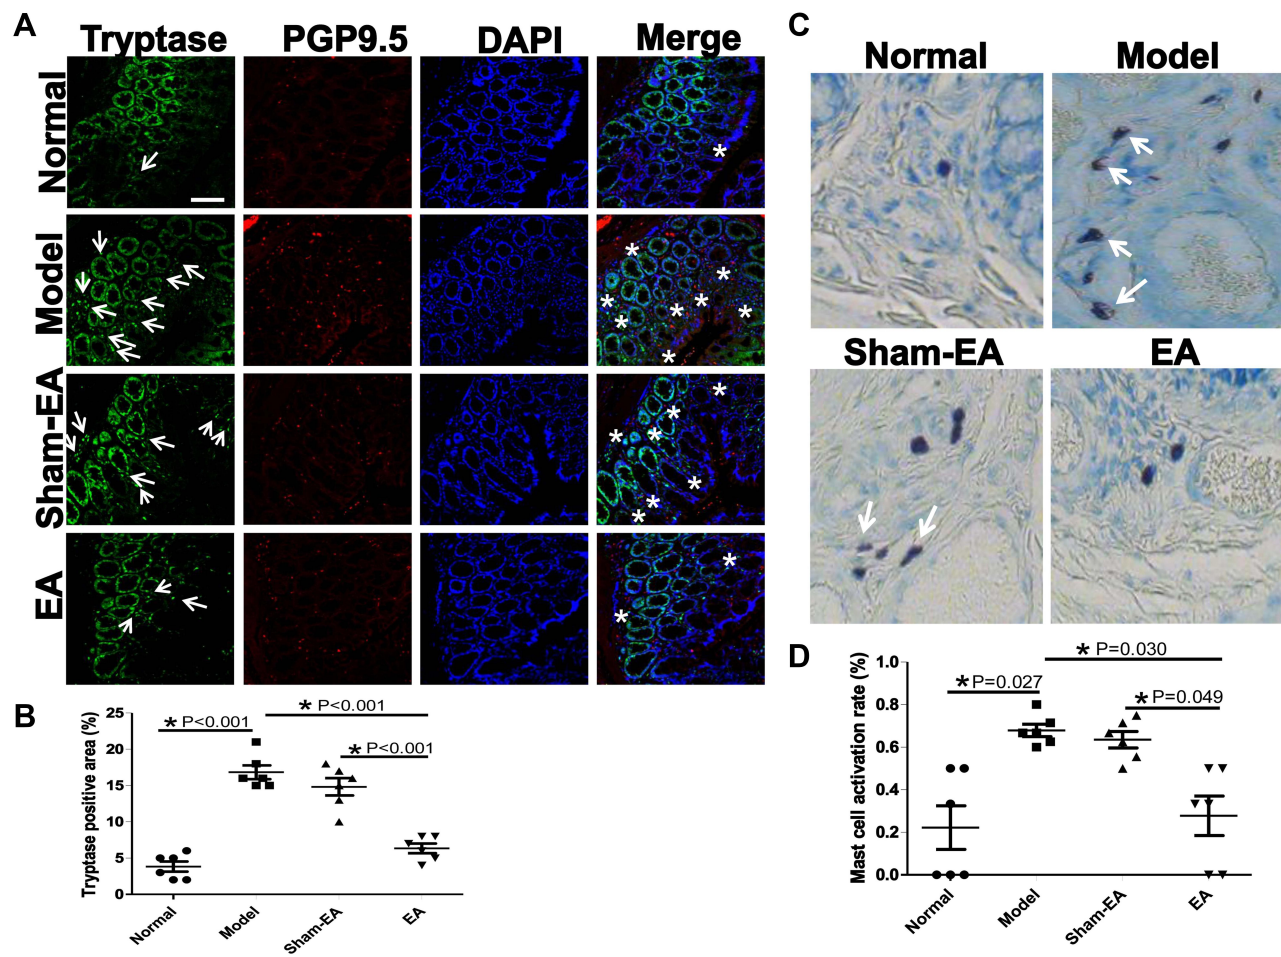 A
Tryptase PGP9.5 DAPI Merge
Normal
Model
Sham-EA
EA
B
Tryptase positive area (%)
25
20
15
10
5
0
* P<0.001
* P<0.001
* P<0.001
Normal Model Sham-EA EA
C
Normal Model
Sham-EA EA
D
Mast cell activation rate (%)
1.0
0.8
0.6
0.4
0.2
0.0
* P=0.030
* P=0.027
* P=0.049
Normal Model Sham-EA EA